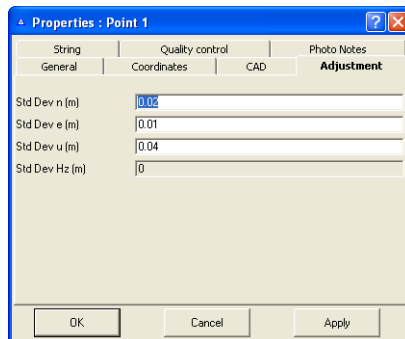 Properties : Point 1
String Quality control Photo Notes
General Coordinates CAD Adjustment
Std Dev n (m) 0.02
Std Dev e (m) 0.01
Std Dev u (m) 0.04
Std Dev Hz (m) 0
OK Cancel Apply